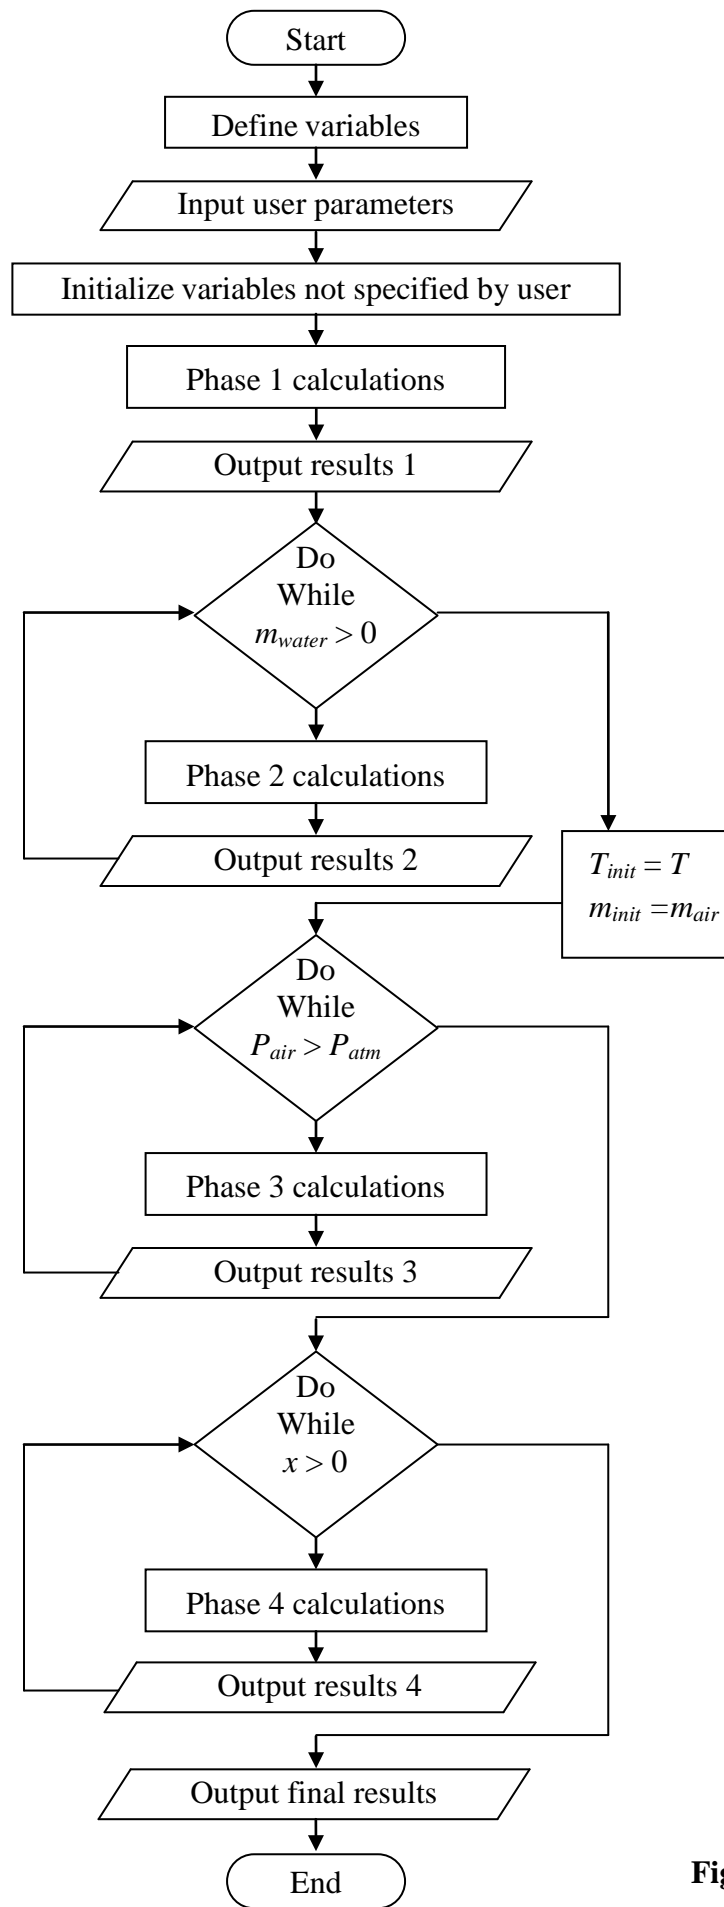 Start
Define variables
Input user parameters
Initialize variables not specified by user
Phase 1 calculations
Output results 1
Do
While
m_water > 0
Phase 2 calculations
Output results 2
T_init = T
m_init =m_air
Do
While
P_air > P_atm
Phase 3 calculations
Output results 3
Do
While
x > 0
Phase 4 calculations
Output results 4
Output final results
End